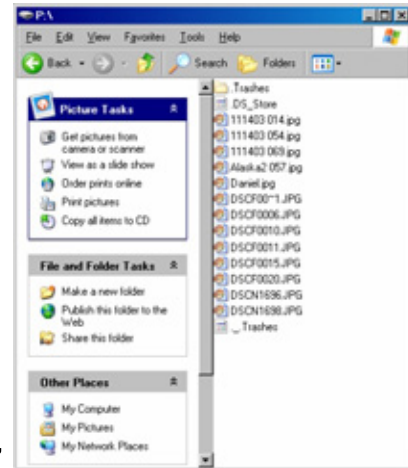 P:\
File Edit View Favorites Tools Help
Back Search Folders
Picture Tasks
Get pictures from
camera or scanner
View as a slide show
Order prints online
Print pictures
Copy all items to CD
File and Folder Tasks
Make a new folder
Publish this folder to the
Web
Share this folder
Other Places
My Computer
My Pictures
My Network Places
.Trashes
.DS_Store
111403 014.jpg
111403 054.jpg
111403 069.jpg
Alaska2 057.jpg
Daniel.jpg
DSCF00~1.JPG
DSCF0006.JPG
DSCF0010.JPG
DSCF0011.JPG
DSCF0015.JPG
DSCF0020.JPG
DSCN1696.JPG
DSCN1698.JPG
._.Trashes
,